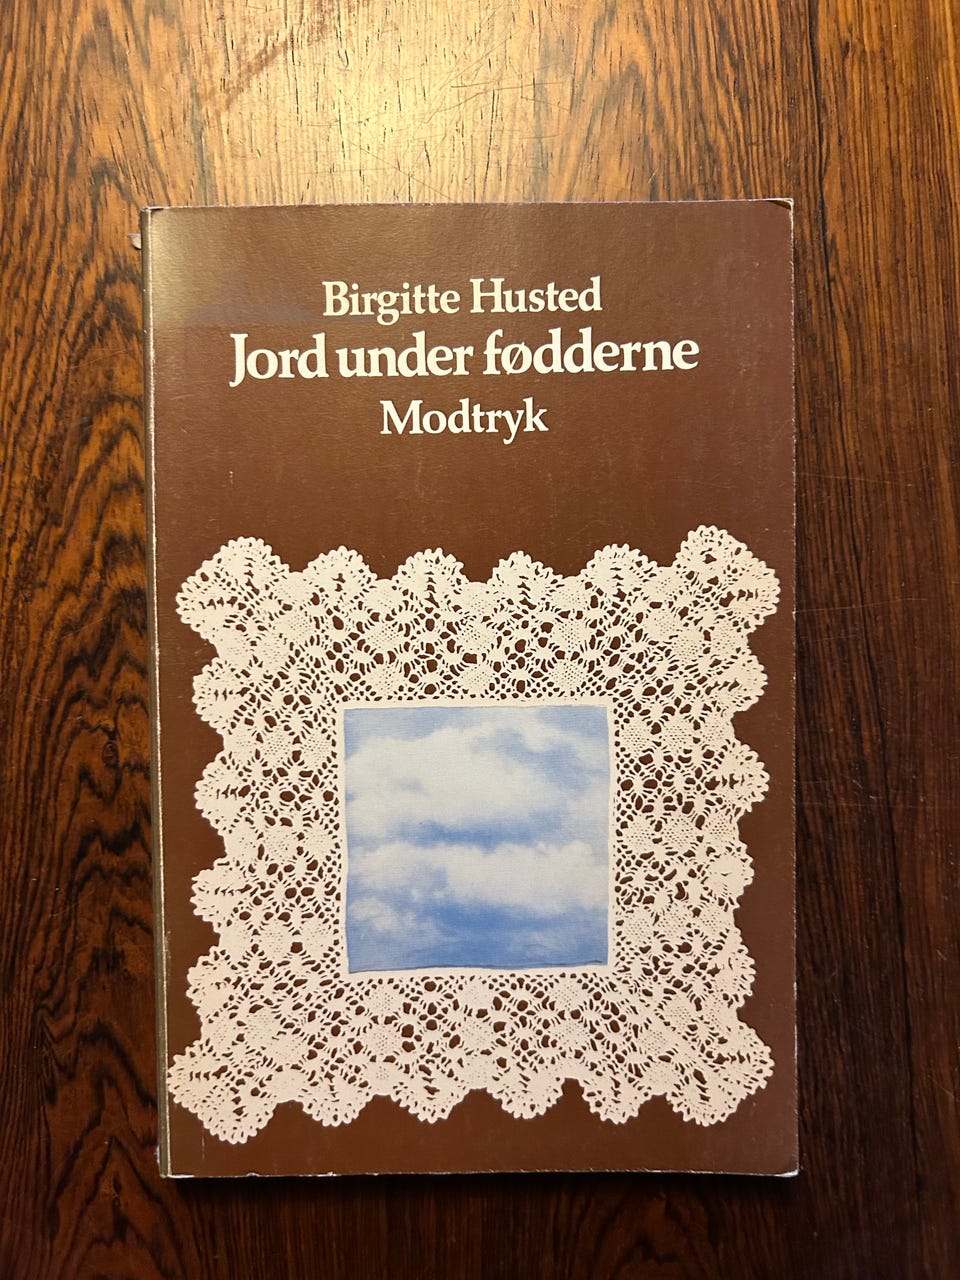 Birgitte Husted
Jord under fødderne
Modtryk